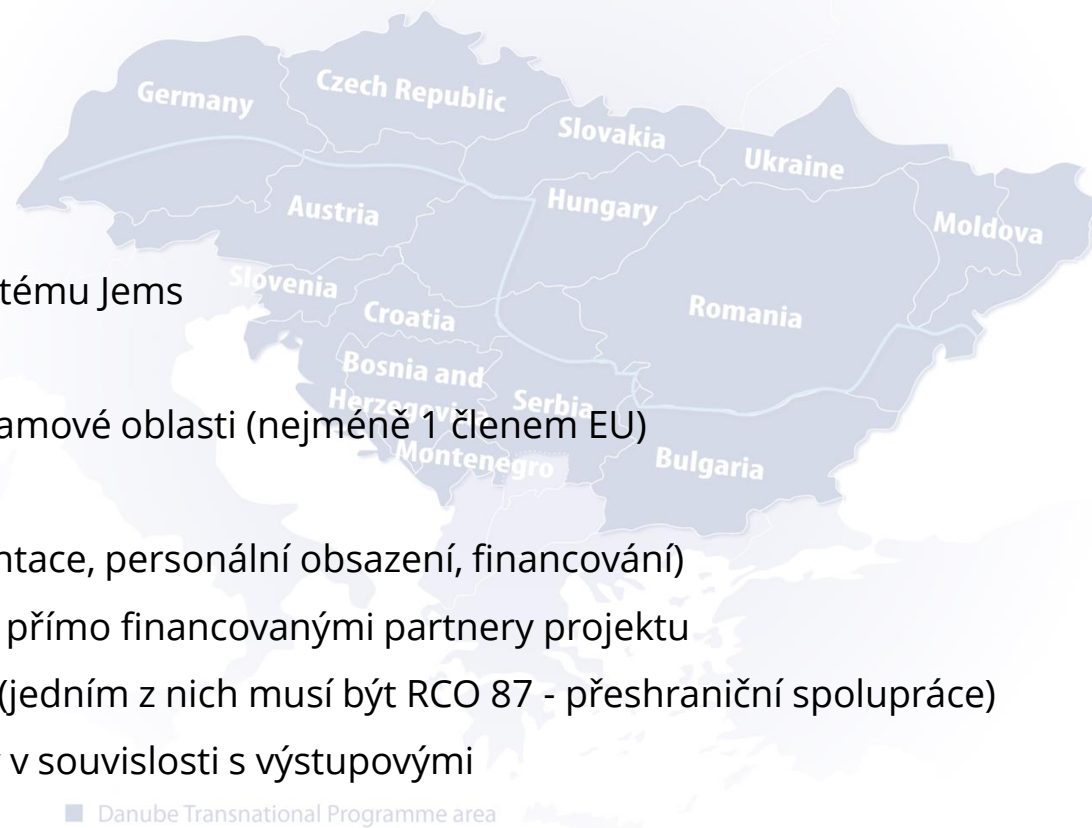 Germany
Czech Republic
Slovakia
Ukraine
Austria
Hungary
Moldova
Slovenia
Croatia
Romania
Bosnia and
Herzegovina
Serbia
Montenegro
Bulgaria
tému Jems
amové oblasti (nejméně 1 členem EU)
ntace, personální obsazení, financování)
přímo financovanými partnery projektu
(jedním z nich musí být RCO 87 - přeshraniční spolupráce)
v souvislosti s výstupovými
Danube Transnational Programme area